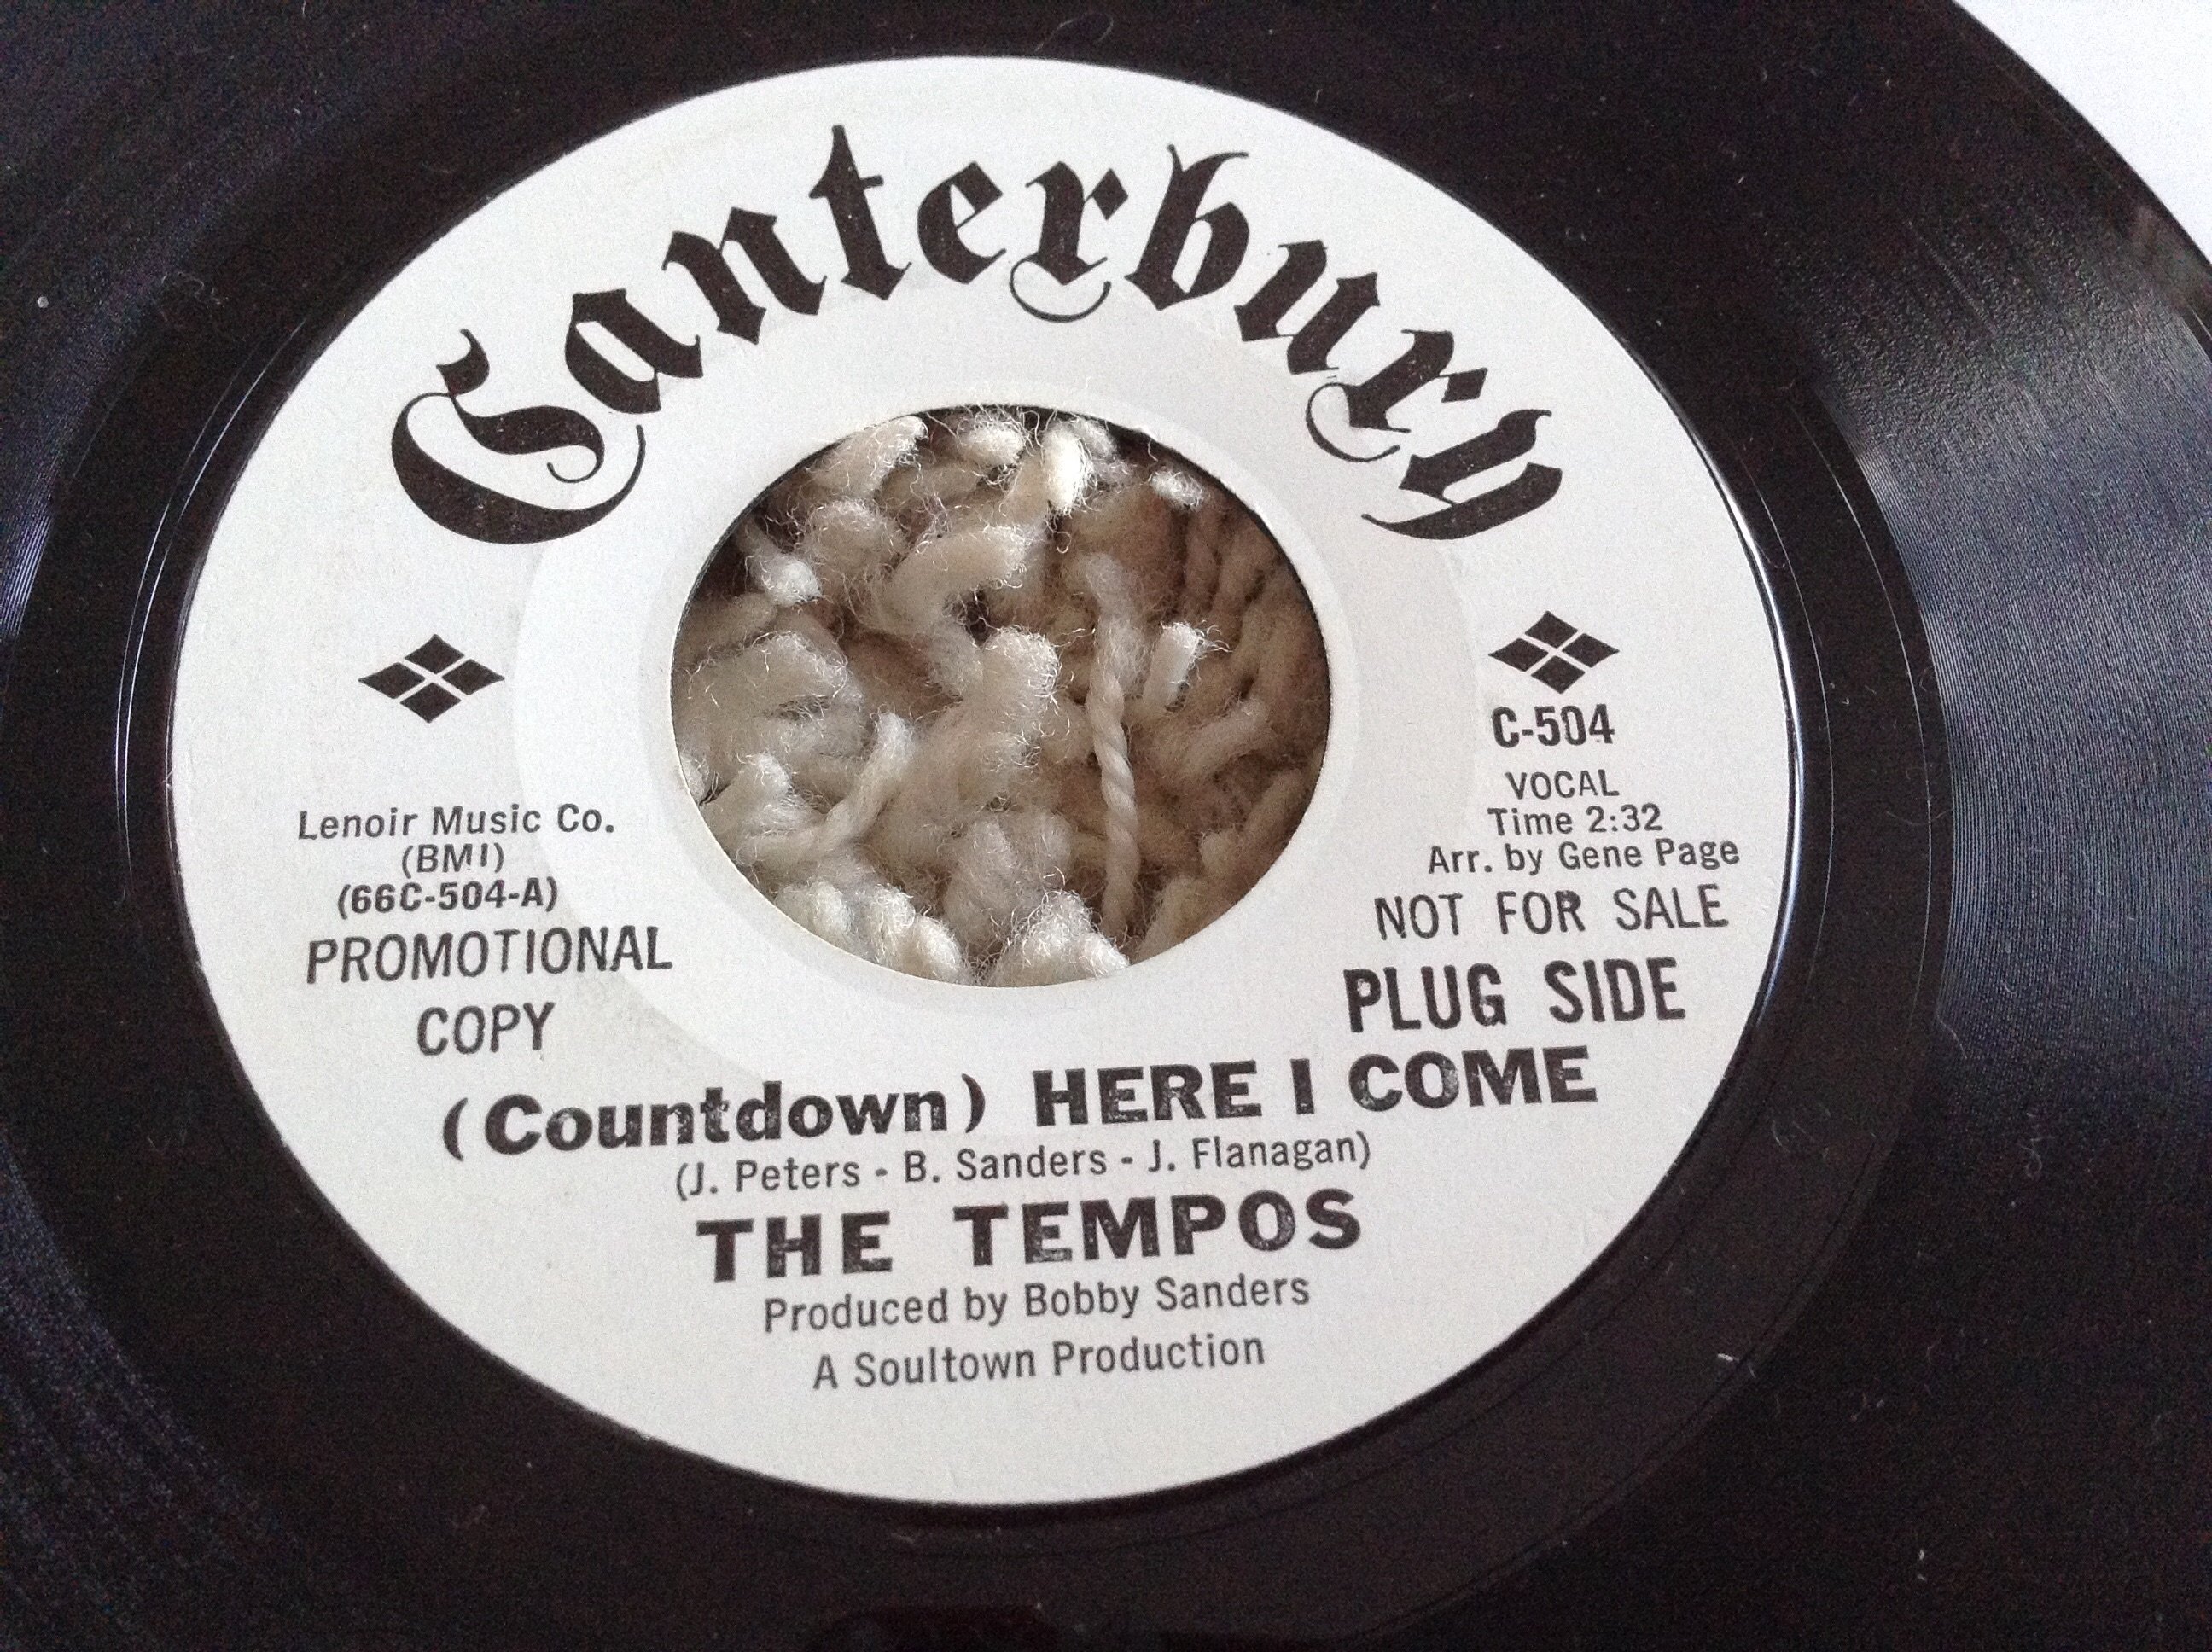 Canterbury
Lenoir Music Co.
(BMI)
(66C-504-A)
PROMOTIONAL
COPY
C-504
VOCAL
Time 2:32
Arr. by Gene Page
NOT FOR SALE
PLUG SIDE
(Countdown) HERE I COME
(J. Peters - B. Sanders - J. Flanagan)
THE TEMPOS
Produced by Bobby Sanders
A Soultown Production